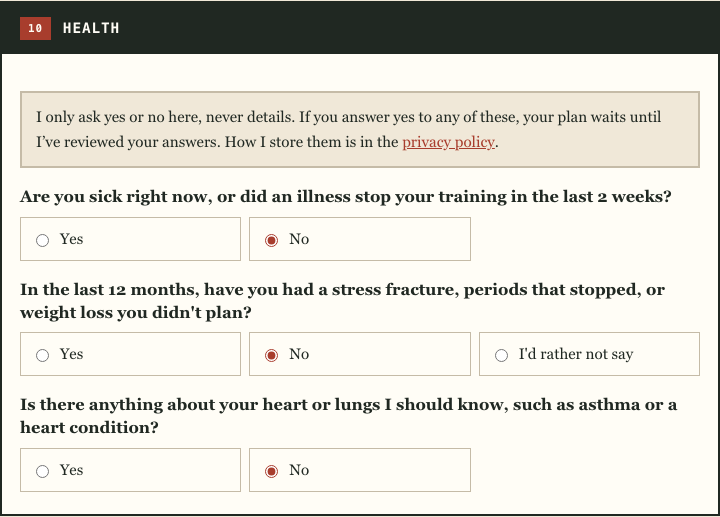 10 HEALTH
I only ask yes or no here, never details. If you answer yes to any of these, your plan waits until
I’ve reviewed your answers. How I store them is in the privacy policy.
Are you sick right now, or did an illness stop your training in the last 2 weeks?
Yes No
In the last 12 months, have you had a stress fracture, periods that stopped, or
weight loss you didn't plan?
Yes No I'd rather not say
Is there anything about your heart or lungs I should know, such as asthma or a
heart condition?
Yes No